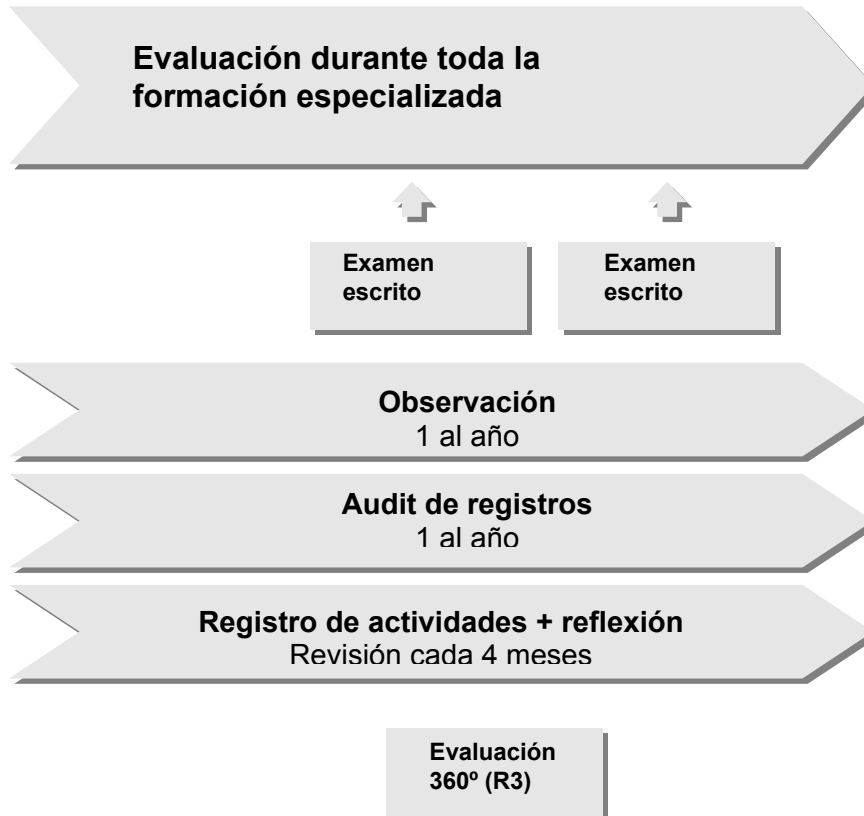 Evaluación durante toda la
formación especializada
Examen
escrito
Examen
escrito
Observación
1 al año
Audit de registros
1 al año
Registro de actividades + reflexión
Revisión cada 4 meses
Evaluación
360º (R3)